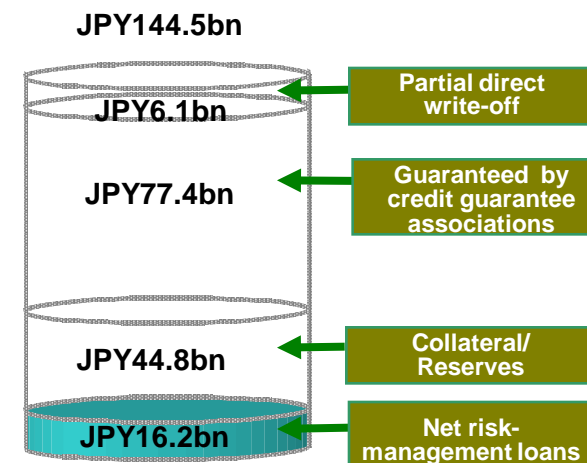 JPY144.5bn
Partial direct
write-off
JPY6.1bn
Guaranteed by
credit guarantee
associations
JPY77.4bn
Collateral/
Reserves
JPY44.8bn
Net risk-
management loans
JPY16.2bn